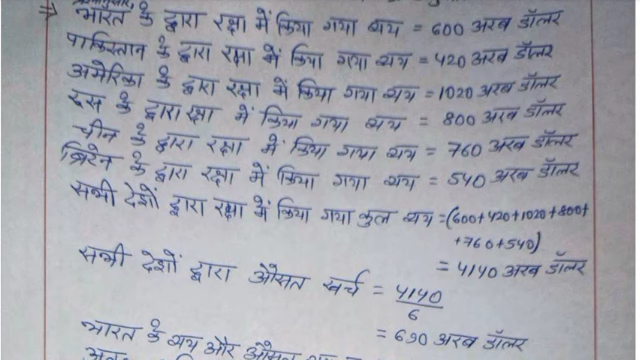 ⇒ भारत के द्वारा रक्षा में किया गया व्यय = 600 अरब डॉलर
पाकिस्तान के द्वारा रक्षा में किया गया व्यय = 420 अरब डॉलर
अमेरिका के द्वारा रक्षा में किया गया व्यय = 1020 अरब डॉलर
रूस के द्वारा रक्षा में किया गया व्यय = 800 अरब डॉलर
चीन के द्वारा रक्षा में किया गया व्यय = 760 अरब डॉलर
ब्रिटेन के द्वारा रक्षा में किया गया व्यय = 540 अरब डॉलर
सभी देशों द्वारा रक्षा में किया गया कुल व्यय = (600+420+1020+800+
+760+540)
= 4140 अरब डॉलर
सभी देशों द्वारा औसत खर्च = 4140
6
= 690 अरब डॉलर
भारत के व्यय और औसत